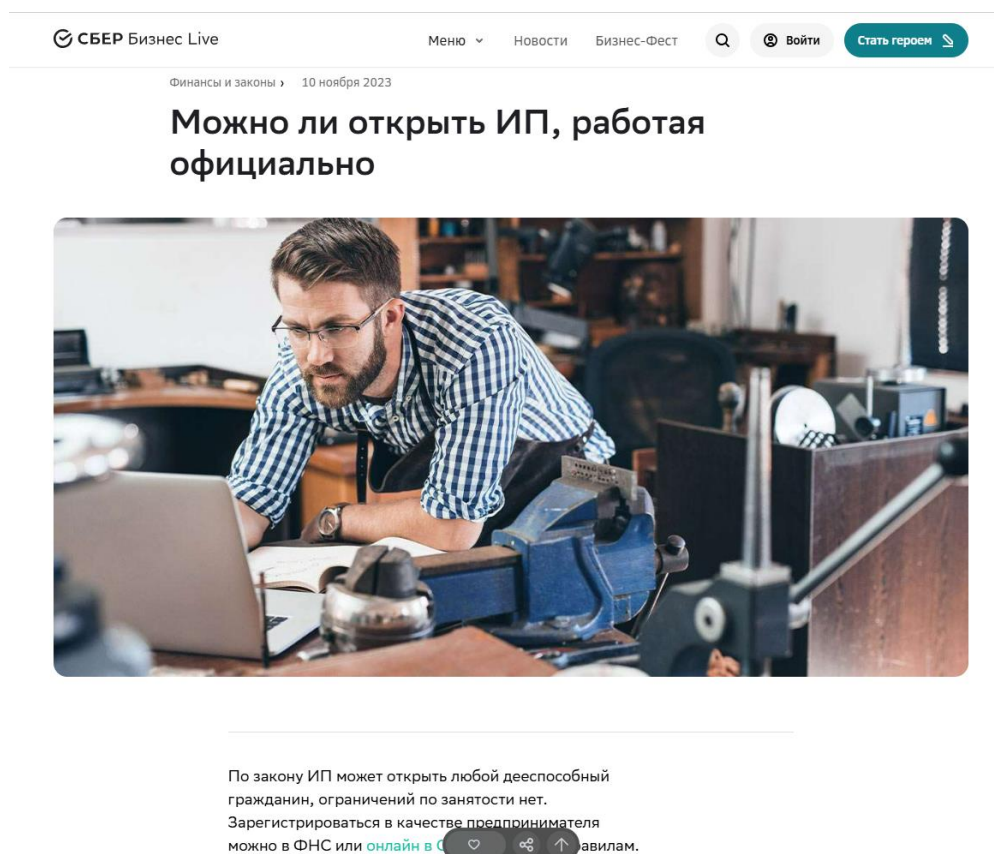 СБЕР Бизнес Live
Меню Новости Бизнес-Фест Войти Стать героем
Финансы и законы › 10 ноября 2023
Можно ли открыть ИП, работая
официально
По закону ИП может открыть любой дееспособный
гражданин, ограничений по занятости нет.
Зарегистрироваться в качестве предпринимателя
можно в ФНС или онлайн в